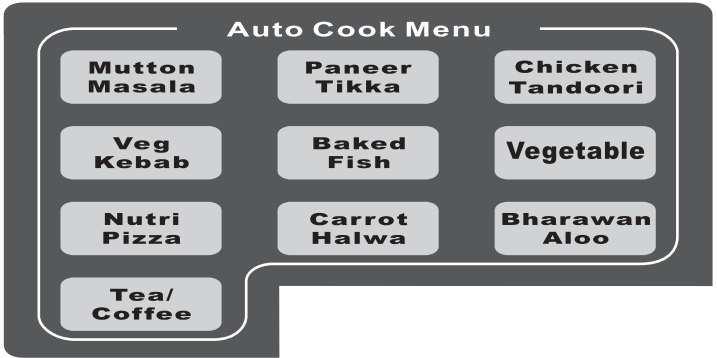 Auto Cook Menu
Mutton
Masala
Paneer
Tikka
Chicken
Tandoori
Veg
Kebab
Baked
Fish
Vegetable
Nutri
Pizza
Carrot
Halwa
Bharawan
Aloo
Tea/
Coffee